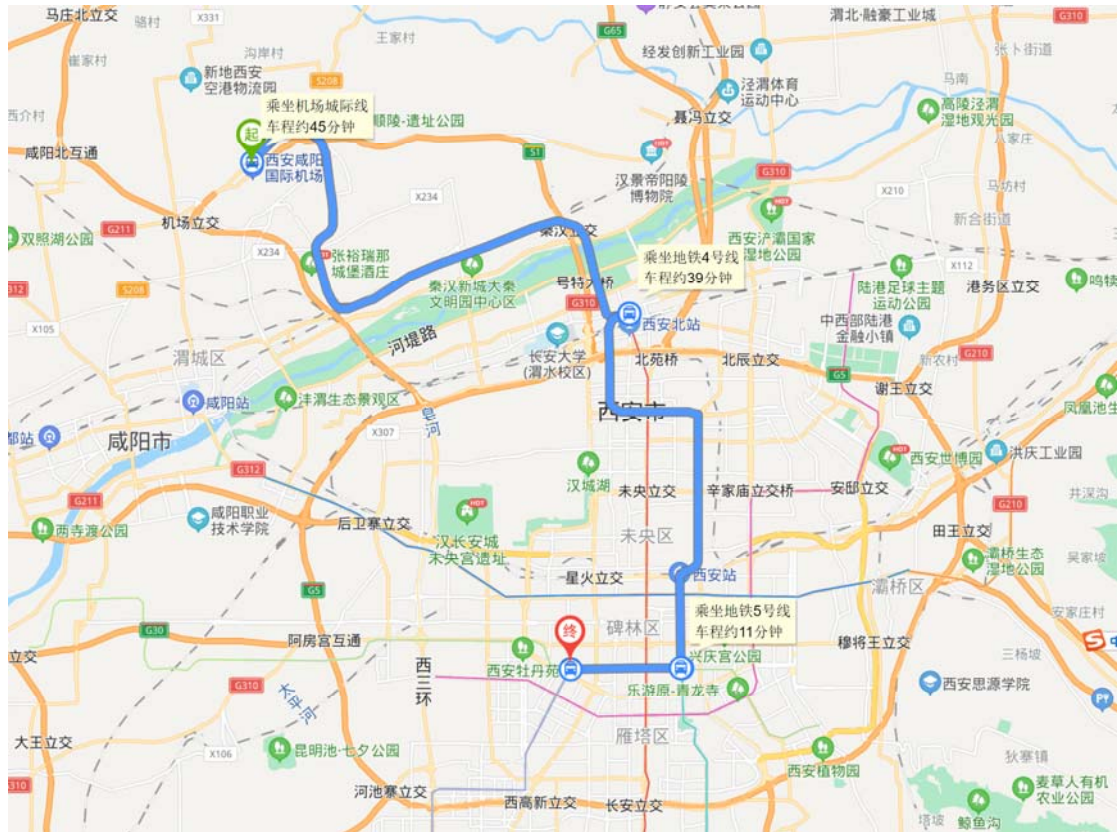 马庄北立交
骆村
X331
王家村
崔家村
沟岸村
新地西安
空港物流园
S208
G65
经发创新工业园
渭北·融豪工业城
G310
张卜街道
马南
泾渭体育
运动中心
高陵泾渭
湿地观光园
八家庄
聂冯立交
西介村
乘坐机场城际线
车程约45分钟
顺陵-遗址公园
起
咸阳北互通
西安咸阳
国际机场
S1
HOT
汉景帝阳陵
博物院
G310
X210
马坊村
X234
机场立交
G211
双照湖公园
新合街道
HOT
西安浐灞国家
湿地公园
秦汉立交
X234
张裕瑞那
城堡酒庄
秦汉新城大秦
文明园中心区
乘坐地铁4号线
车程约39分钟
号特大桥
G310
X112
陆港足球主题
运动公园
港务区立交
G312
S208
X105
西安北站
中西部陆港
金融小镇
河堤路
长安大学
(渭水校区)
北苑桥
北辰立交
G210
新农村
G5
谢王立交
渭城区
咸阳站
沣渭生态景观区
西安市
咸阳市
皂河
X307
G312
汉城湖
HOT
西安世博园
洪庆工业园
未央立交
辛家庙立交桥
安邸立交
井深沟
G211
两寺渡公园
咸阳职业
技术学院
后卫寨立交
HOT
汉长安城
未央宫遗址
未央区
G210
田王立交
灞桥生态
湿地公园
吴家坡
星火立交
西安站
灞桥区
G5
G30
乘坐地铁5号线
车程约11分钟
安家庄村
阿房宫互通
碑林区
终
兴庆宫公园
穆将王立交
三杨坡
西安牡丹苑
西三环
乐游原-青龙寺
西安思源学院
G310
太平河
雁塔区
大王立交
X106
昆明池·七夕公园
西安植物园
狄寨镇
G310
河池寨立交
西高新立交
长安立交
麦草人有机
农业公园
塔坡
鲸鱼沟